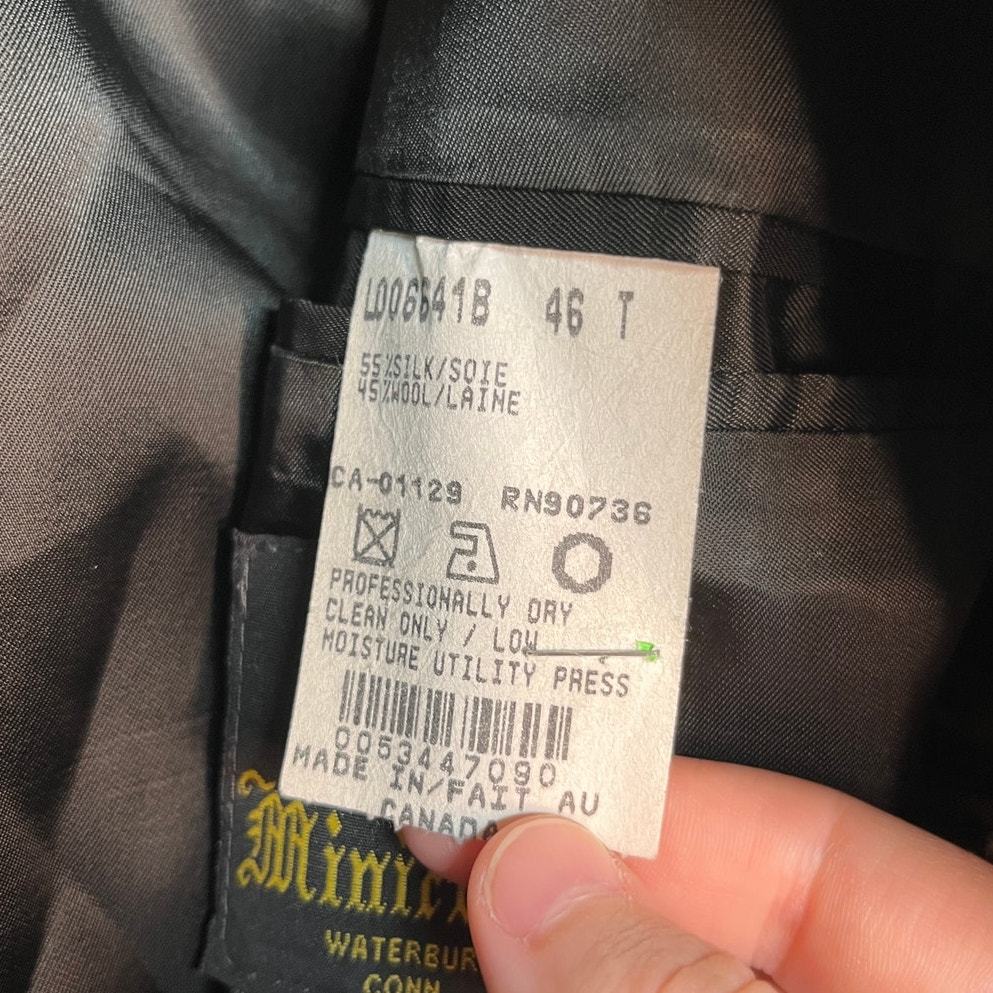 L006641B 46 T
55%SILK/SOIE
45%WOOL/LAINE
CA-01129 RN90736
PROFESSIONALLY DRY
CLEAN ONLY / LOW
MOISTURE UTILITY PRESS
0053447090
MADE IN/FAIT AU
CANADA
WATERBUR
CONN